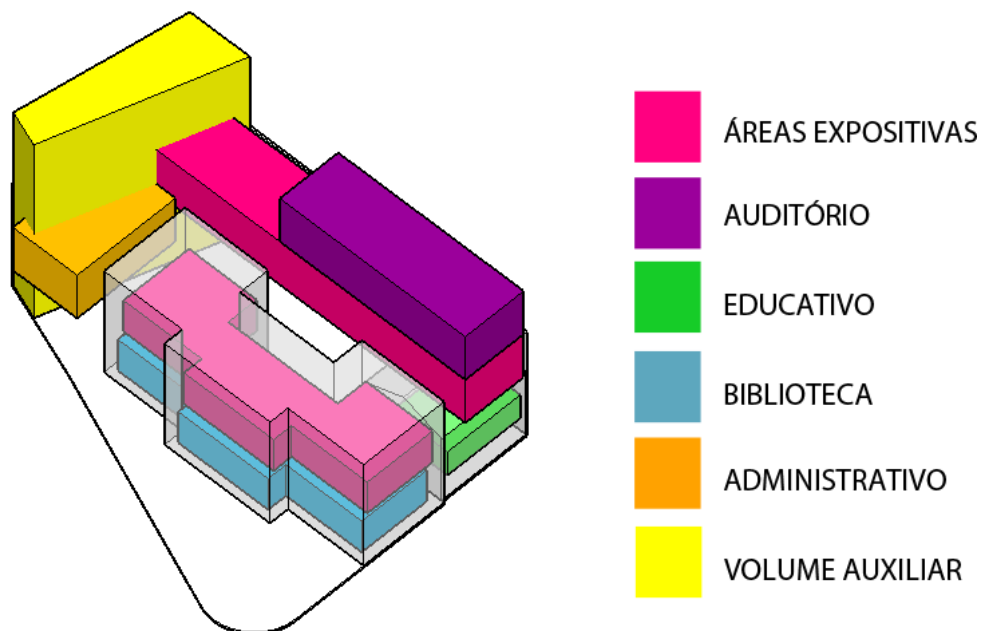 ÁREAS EXPOSITIVAS
AUDITÓRIO
EDUCATIVO
BIBLIOTECA
ADMINISTRATIVO
VOLUME AUXILIAR